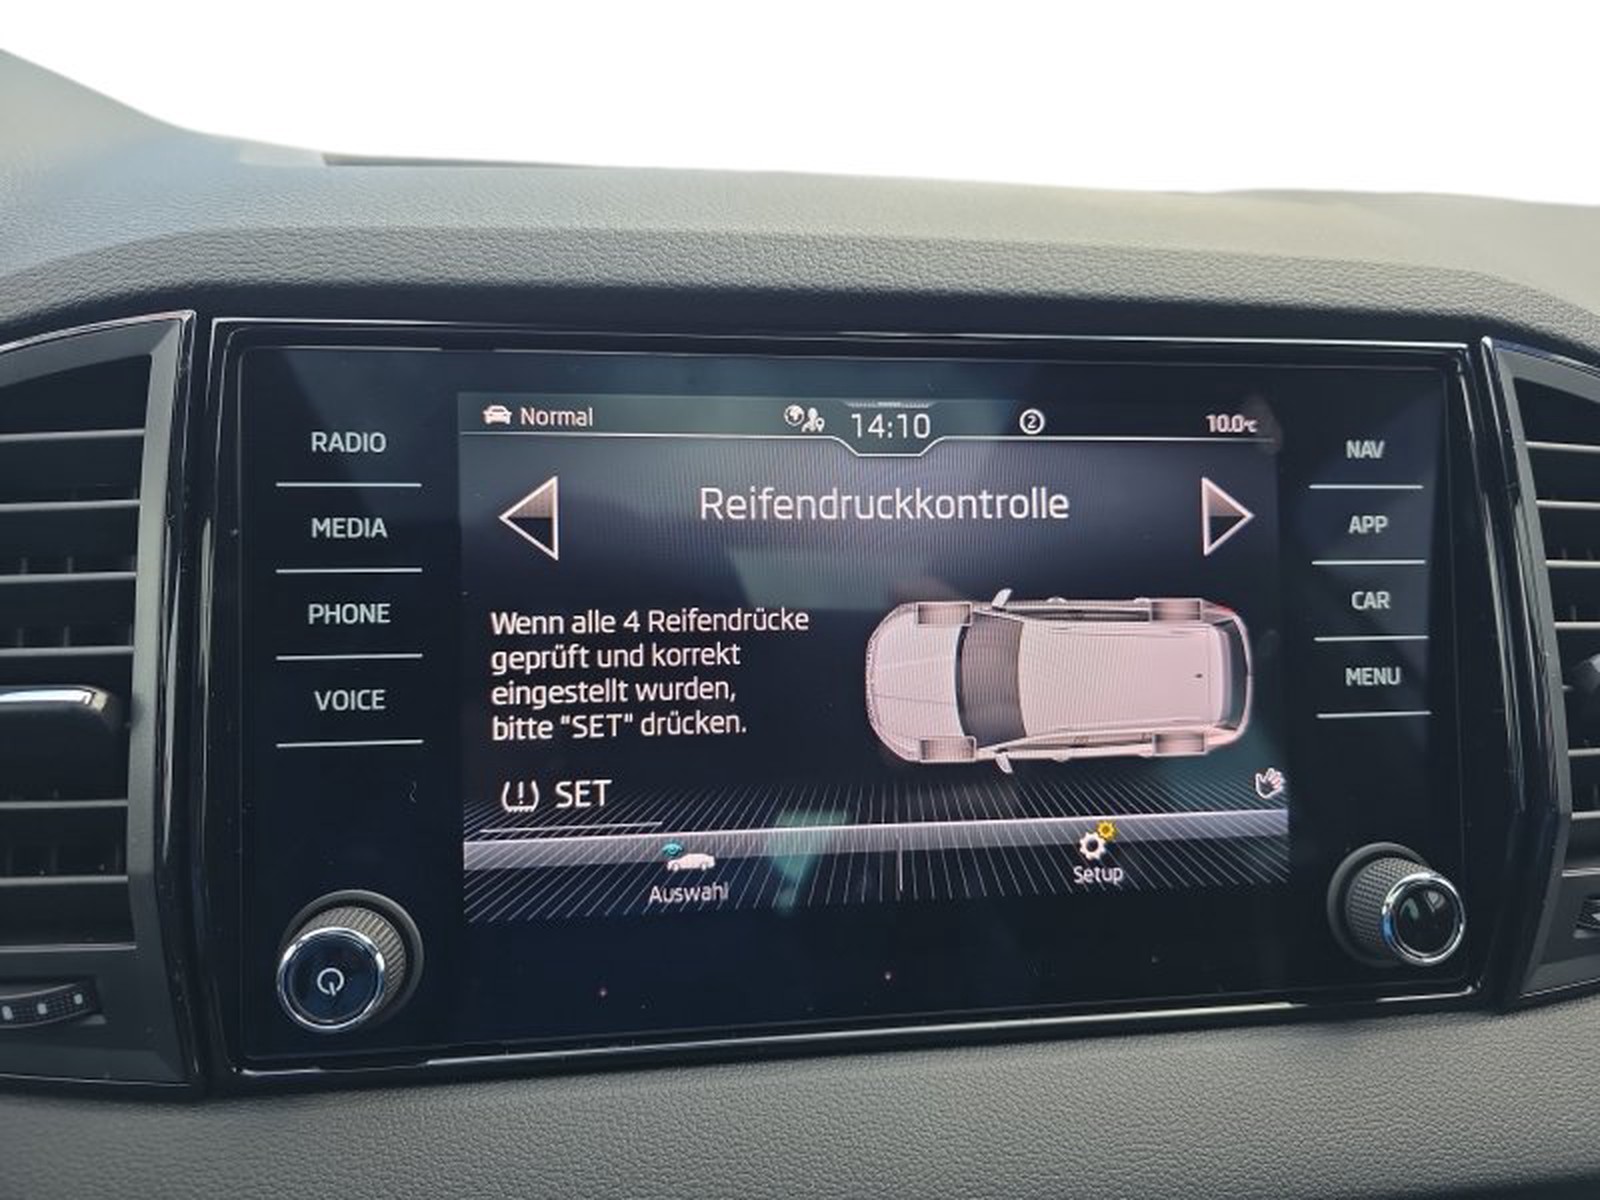 RADIO
MEDIA
PHONE
VOICE
Normal
14:10
2
10.0°C
Reifendruckkontrolle
Wenn alle 4 Reifendrücke
geprüft und korrekt
eingestellt wurden,
bitte "SET" drücken.
SET
Auswahl
Setup
NAV
APP
CAR
MENU